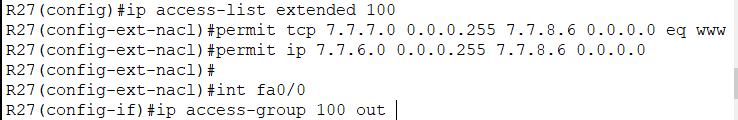 R27(config)#ip access-list extended 100
R27(config-ext-nacl)#permit tcp 7.7.7.0 0.0.0.255 7.7.8.6 0.0.0.0 eq www
R27(config-ext-nacl)#permit ip 7.7.6.0 0.0.0.255 7.7.8.6 0.0.0.0
R27(config-ext-nacl)#
R27(config-ext-nacl)#int fa0/0
R27(config-if)#ip access-group 100 out